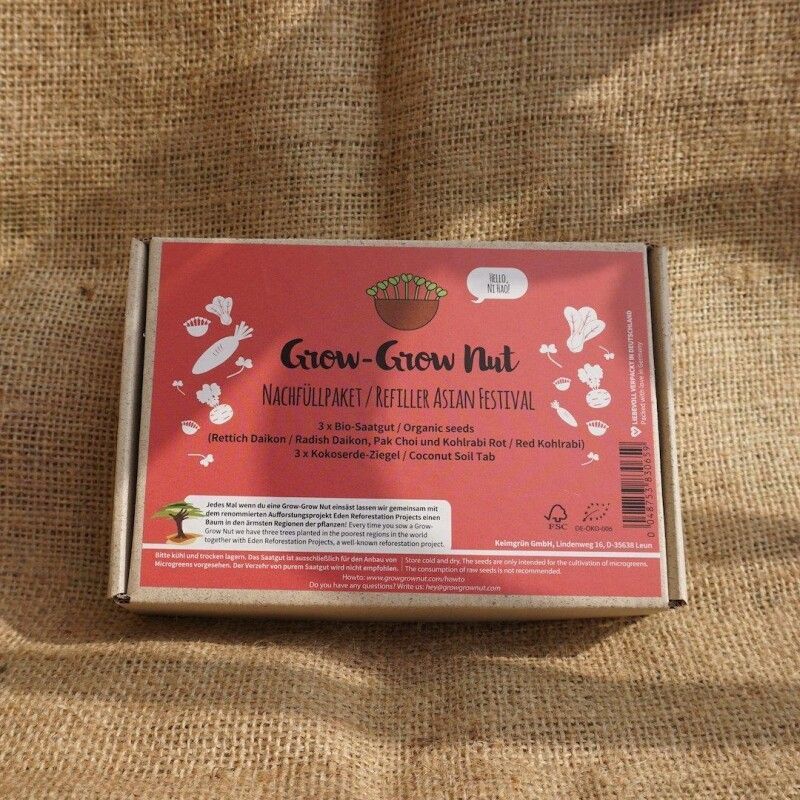 HELLO,
NI HAO!
Grow-Grow Nut
NACHFÜLLPAKET / REFILLER ASIAN FESTIVAL
3 x Bio-Saatgut / Organic seeds
(Rettich Daikon / Radish Daikon, Pak Choi und Kohlrabi Rot / Red Kohlrabi)
3 x Kokoserde-Ziegel / Coconut Soil Tab
LIEBEVOLL VERPACKT IN DEUTSCHLAND
Packed with love in Germany
0 048753 830659
Jedes Mal wenn du eine Grow-Grow Nut einsäst lassen wir gemeinsam mit
dem renommierten Aufforstungsprojekt Eden Reforestation Projects einen
Baum in den ärmsten Regionen der pflanzen! Every time you sow a Grow-
Grow Nut we have three trees planted in the poorest regions in the world
together with Eden Reforestation Projects, a well-known reforestation project.
FSC
DE-ÖKO-006
Keimgrün GmbH, Lindenweg 16, D-35638 Leun
Bitte kühl und trocken lagern. Das Saatgut ist ausschließlich für den Anbau von
Microgreens vorgesehen. Der Verzehr von purem Saatgut wird nicht empfohlen.
Store cold and dry. The seeds are only intended for the cultivation of microgreens.
The consumption of raw seeds is not recommended.
Howto: www.growgrownut.com/howto
Do you have any questions? Write us: hey@growgrownut.com